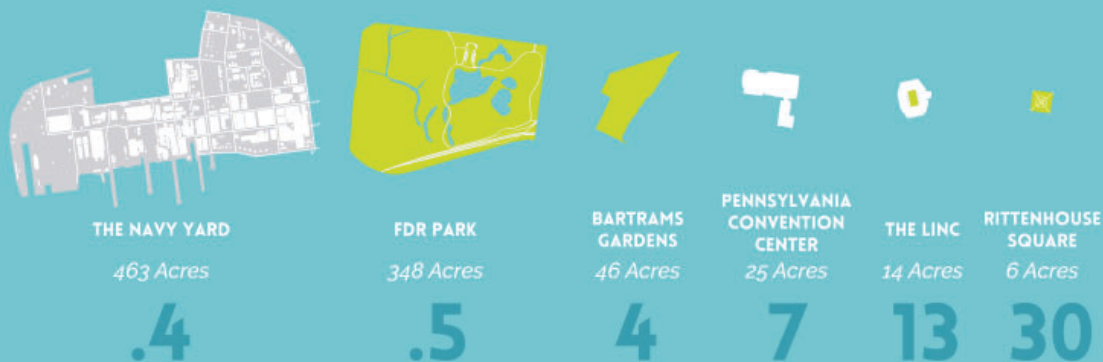 THE NAVY YARD
463 Acres
.4
FDR PARK
348 Acres
.5
BARTRAMS
GARDENS
46 Acres
4
PENNSYLVANIA
CONVENTION
CENTER
25 Acres
7
THE LINC
14 Acres
13
RITTENHOUSE
SQUARE
6 Acres
30